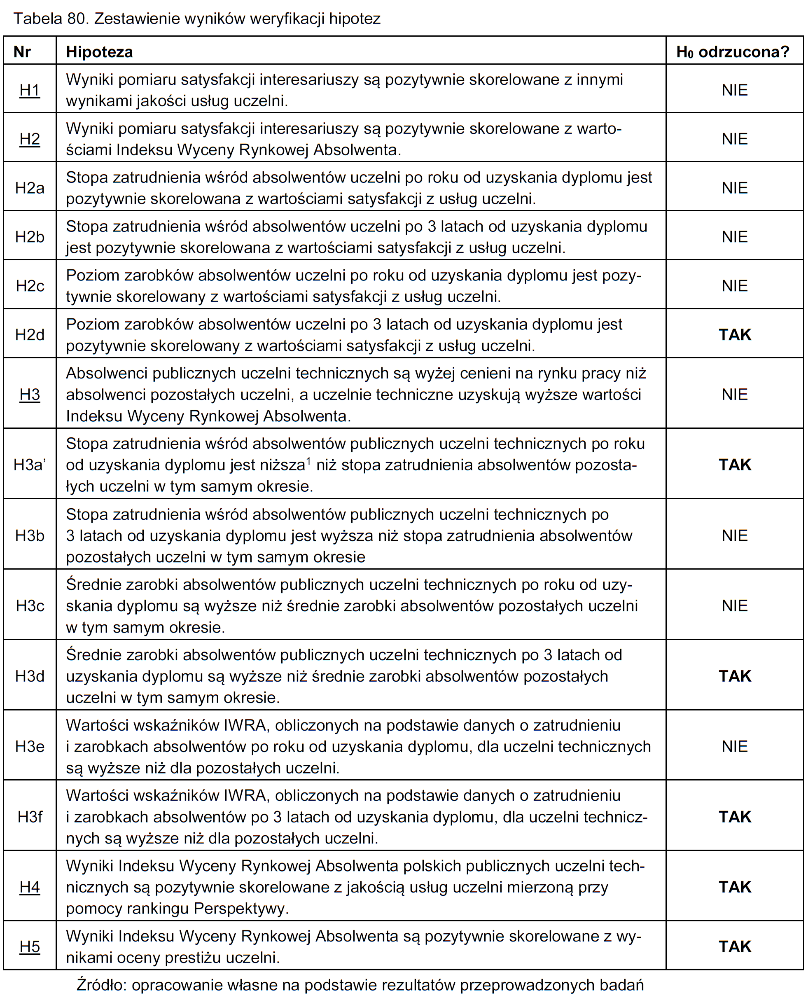 Tabela 80. Zestawienie wyników weryfikacji hipotez
Nr Hipoteza H₀ odrzucona?
H1 Wyniki pomiaru satysfakcji interesariuszy są pozytywnie skorelowane z innymi
wynikami jakości usług uczelni. NIE
H2 Wyniki pomiaru satysfakcji interesariuszy są pozytywnie skorelowane z warto-
ściami Indeksu Wyceny Rynkowej Absolwenta. NIE
H2a Stopa zatrudnienia wśród absolwentów uczelni po roku od uzyskania dyplomu jest
pozytywnie skorelowana z wartościami satysfakcji z usług uczelni. NIE
H2b Stopa zatrudnienia wśród absolwentów uczelni po 3 latach od uzyskania dyplomu
jest pozytywnie skorelowana z wartościami satysfakcji z usług uczelni. NIE
H2c Poziom zarobków absolwentów uczelni po roku od uzyskania dyplomu jest pozy-
tywnie skorelowany z wartościami satysfakcji z usług uczelni. NIE
H2d Poziom zarobków absolwentów uczelni po 3 latach od uzyskania dyplomu jest
pozytywnie skorelowany z wartościami satysfakcji z usług uczelni. TAK
Absolwenci publicznych uczelni technicznych są wyżej cenieni na rynku pracy niż
H3 absolwenci pozostałych uczelni, a uczelnie techniczne uzyskują wyższe wartości NIE
Indeksu Wyceny Rynkowej Absolwenta.
Stopa zatrudnienia wśród absolwentów publicznych uczelni technicznych po roku
H3a’ od uzyskania dyplomu jest niższa¹ niż stopa zatrudnienia absolwentów pozosta- TAK
łych uczelni w tym samym okresie.
Stopa zatrudnienia wśród absolwentów publicznych uczelni technicznych po
H3b 3 latach od uzyskania dyplomu jest wyższa niż stopa zatrudnienia absolwentów NIE
pozostałych uczelni w tym samym okresie
Średnie zarobki absolwentów publicznych uczelni technicznych po roku od uzy-
H3c skania dyplomu są wyższe niż średnie zarobki absolwentów pozostałych uczelni NIE
w tym samym okresie.
Średnie zarobki absolwentów publicznych uczelni technicznych po 3 latach od
H3d uzyskania dyplomu są wyższe niż średnie zarobki absolwentów pozostałych TAK
uczelni w tym samym okresie.
Wartości wskaźników IWRA, obliczonych na podstawie danych o zatrudnieniu
H3e i zarobkach absolwentów po roku od uzyskania dyplomu, dla uczelni technicznych NIE
są wyższe niż dla pozostałych uczelni.
Wartości wskaźników IWRA, obliczonych na podstawie danych o zatrudnieniu
H3f i zarobkach absolwentów po 3 latach od uzyskania dyplomu, dla uczelni technicz- TAK
nych są wyższe niż dla pozostałych uczelni.
Wyniki Indeksu Wyceny Rynkowej Absolwenta polskich publicznych uczelni tech-
H4 nicznych są pozytywnie skorelowane z jakością usług uczelni mierzoną przy TAK
pomocy rankingu Perspektywy.
H5 Wyniki Indeksu Wyceny Rynkowej Absolwenta są pozytywnie skorelowane z wy-
nikami oceny prestiżu uczelni. TAK
Źródło: opracowanie własne na podstawie rezultatów przeprowadzonych badań